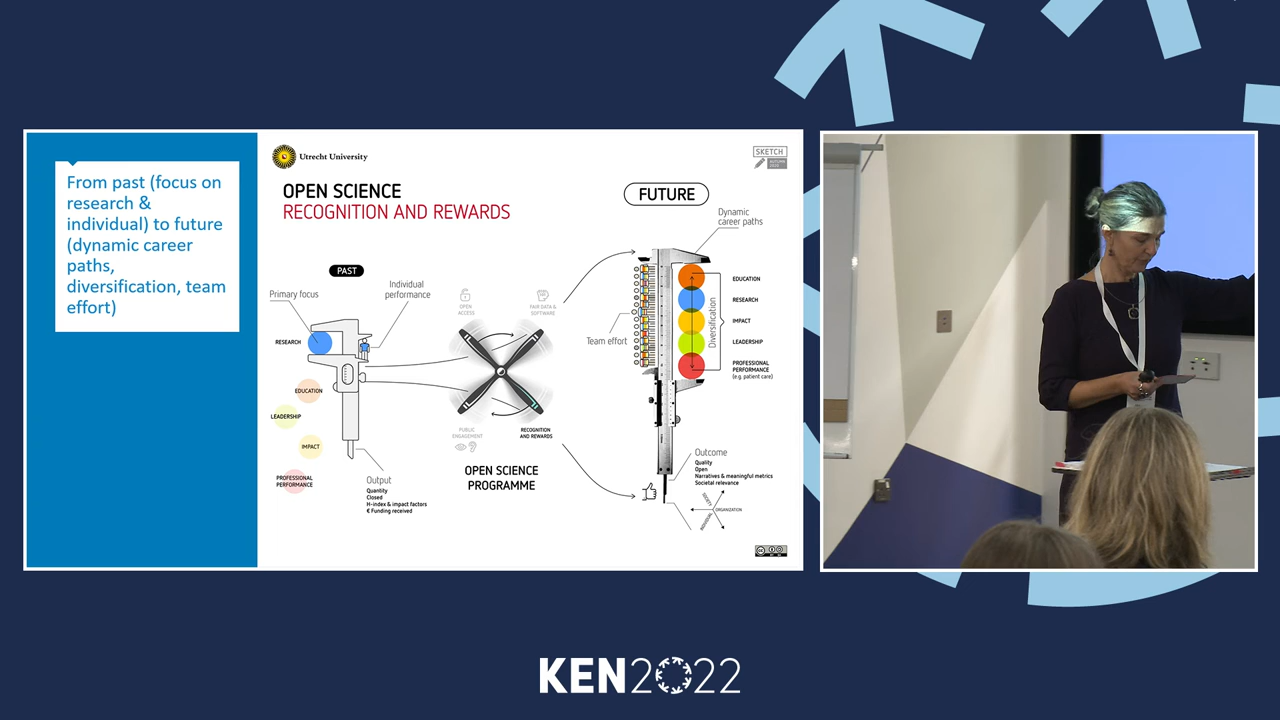 From past (focus on
research &
individual) to future
(dynamic career
paths,
diversification, team
effort)
Utrecht University
SKETCH
OPEN SCIENCE
RECOGNITION AND REWARDS
PAST
Primary focus
Individual
performance
RESEARCH
EDUCATION
LEADERSHIP
IMPACT
PROFESSIONAL
PERFORMANCE
Output
Quantity
Closed
H-index & impact factors
€ Funding received
OPEN
ACCESS
FAIR DATA &
SOFTWARE
PUBLIC
ENGAGEMENT
RECOGNITION
AND REWARDS
OPEN SCIENCE
PROGRAMME
FUTURE
Dynamic
career paths
Team effort
Diversification
EDUCATION
RESEARCH
IMPACT
LEADERSHIP
PROFESSIONAL
PERFORMANCE
(e.g. patient care)
Outcome
Quality
Open
Narratives & meaningful metrics
Societal relevance
SOCIETY
ORGANIZATION
INDIVIDUAL
KEN2022